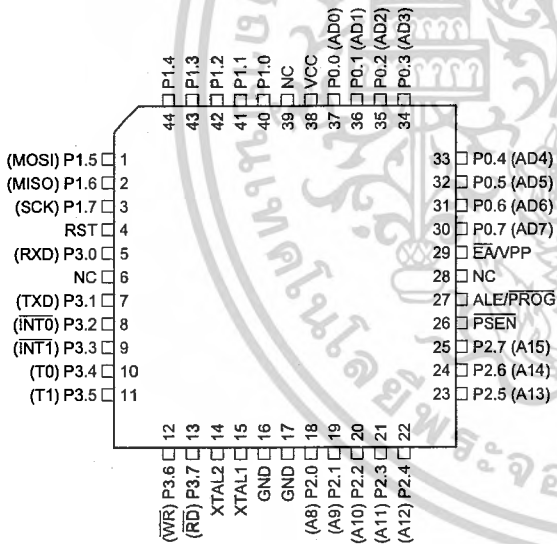 P1.4
P1.3
P1.2
P1.1
P1.0
NC
VCC
P0.0 (AD0)
P0.1 (AD1)
P0.2 (AD2)
P0.3 (AD3)
44 43 42 41 40 39 38 37 36 35 34
(MOSI) P1.5 1
(MISO) P1.6 2
(SCK) P1.7 3
RST 4
(RXD) P3.0 5
NC 6
(TXD) P3.1 7
(INT0) P3.2 8
(INT1) P3.3 9
(T0) P3.4 10
(T1) P3.5 11
33 P0.4 (AD4)
32 P0.5 (AD5)
31 P0.6 (AD6)
30 P0.7 (AD7)
29 EA/VPP
28 NC
27 ALE/PROG
26 PSEN
25 P2.7 (A15)
24 P2.6 (A14)
23 P2.5 (A13)
12 13 14 15 16 17 18 19 20 21 22
(WR) P3.6
(RD) P3.7
XTAL2
XTAL1
GND
GND
(A8) P2.0
(A9) P2.1
(A10) P2.2
(A11) P2.3
(A12) P2.4